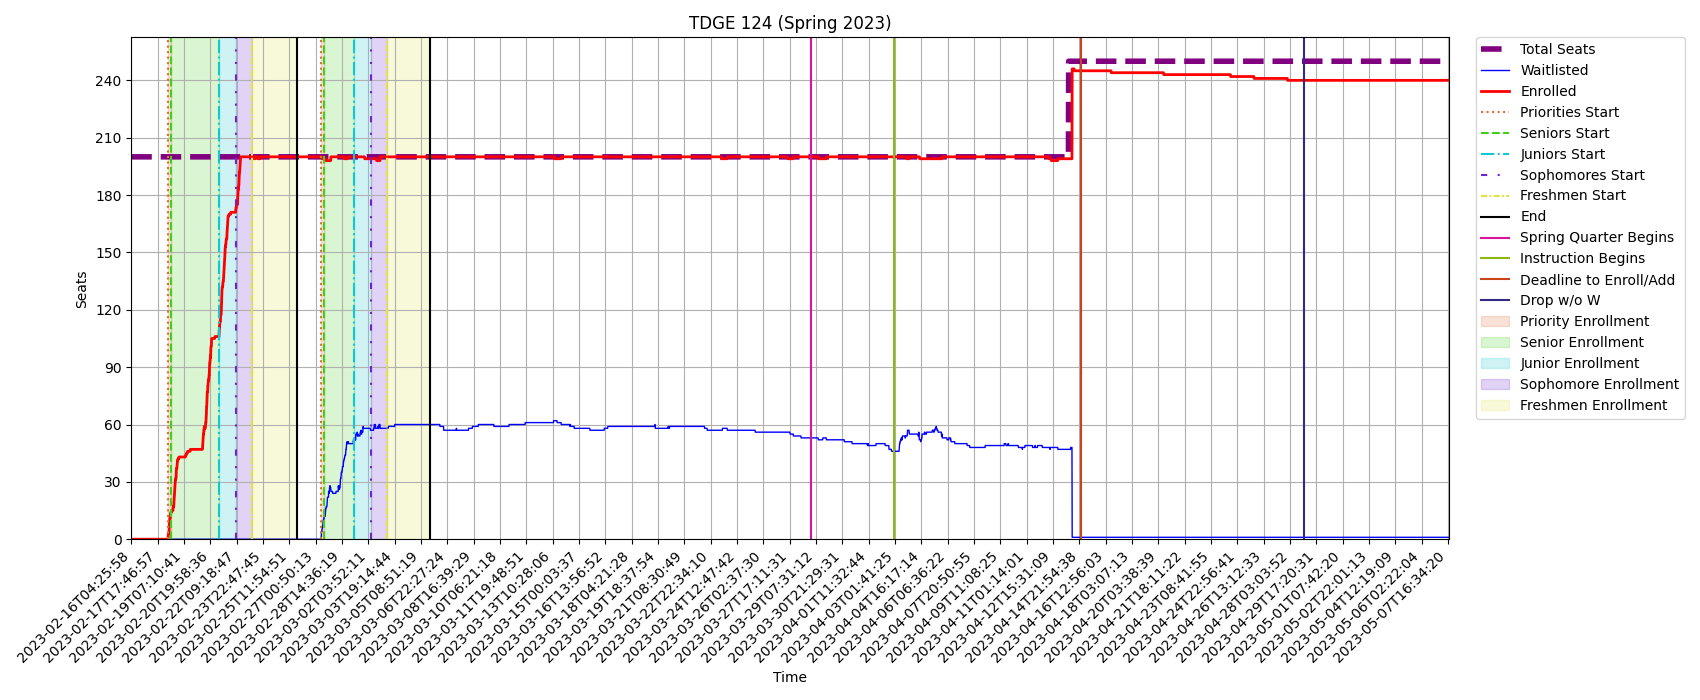 TDGE 124 (Spring 2023)
Seats
240
210
180
150
120
90
60
30
0
2023-02-16T04:25:58
2023-02-17T17:46:57
2023-02-19T07:10:41
2023-02-20T19:58:36
2023-02-22T09:18:47
2023-02-23T22:47:45
2023-02-25T11:54:51
2023-02-27T00:50:13
2023-02-28T14:36:19
2023-03-02T03:52:11
2023-03-03T19:14:44
2023-03-05T08:51:19
2023-03-06T22:27:24
2023-03-08T16:39:29
2023-03-10T06:21:18
2023-03-11T19:48:51
2023-03-13T10:28:06
2023-03-15T00:03:37
2023-03-16T13:56:52
2023-03-18T04:21:28
2023-03-19T18:37:54
2023-03-21T08:30:49
2023-03-22T22:34:10
2023-03-24T12:47:42
2023-03-26T02:37:30
2023-03-27T17:11:31
2023-03-29T07:31:12
2023-03-30T21:29:31
2023-04-01T11:32:44
2023-04-03T01:41:25
2023-04-04T16:17:14
2023-04-06T06:36:22
2023-04-07T20:50:55
2023-04-09T11:08:25
2023-04-11T01:14:01
2023-04-12T15:31:09
2023-04-14T21:54:38
2023-04-16T12:56:03
2023-04-18T03:07:13
2023-04-20T03:38:39
2023-04-21T18:11:22
2023-04-23T08:41:55
2023-04-24T22:56:41
2023-04-26T13:12:33
2023-04-28T03:03:52
2023-04-29T17:20:31
2023-05-01T07:42:20
2023-05-02T22:01:13
2023-05-04T12:19:09
2023-05-06T02:22:04
2023-05-07T16:34:20
Time
Total Seats
Waitlisted
Enrolled
Priorities Start
Seniors Start
Juniors Start
Sophomores Start
Freshmen Start
End
Spring Quarter Begins
Instruction Begins
Deadline to Enroll/Add
Drop w/o W
Priority Enrollment
Senior Enrollment
Junior Enrollment
Sophomore Enrollment
Freshmen Enrollment